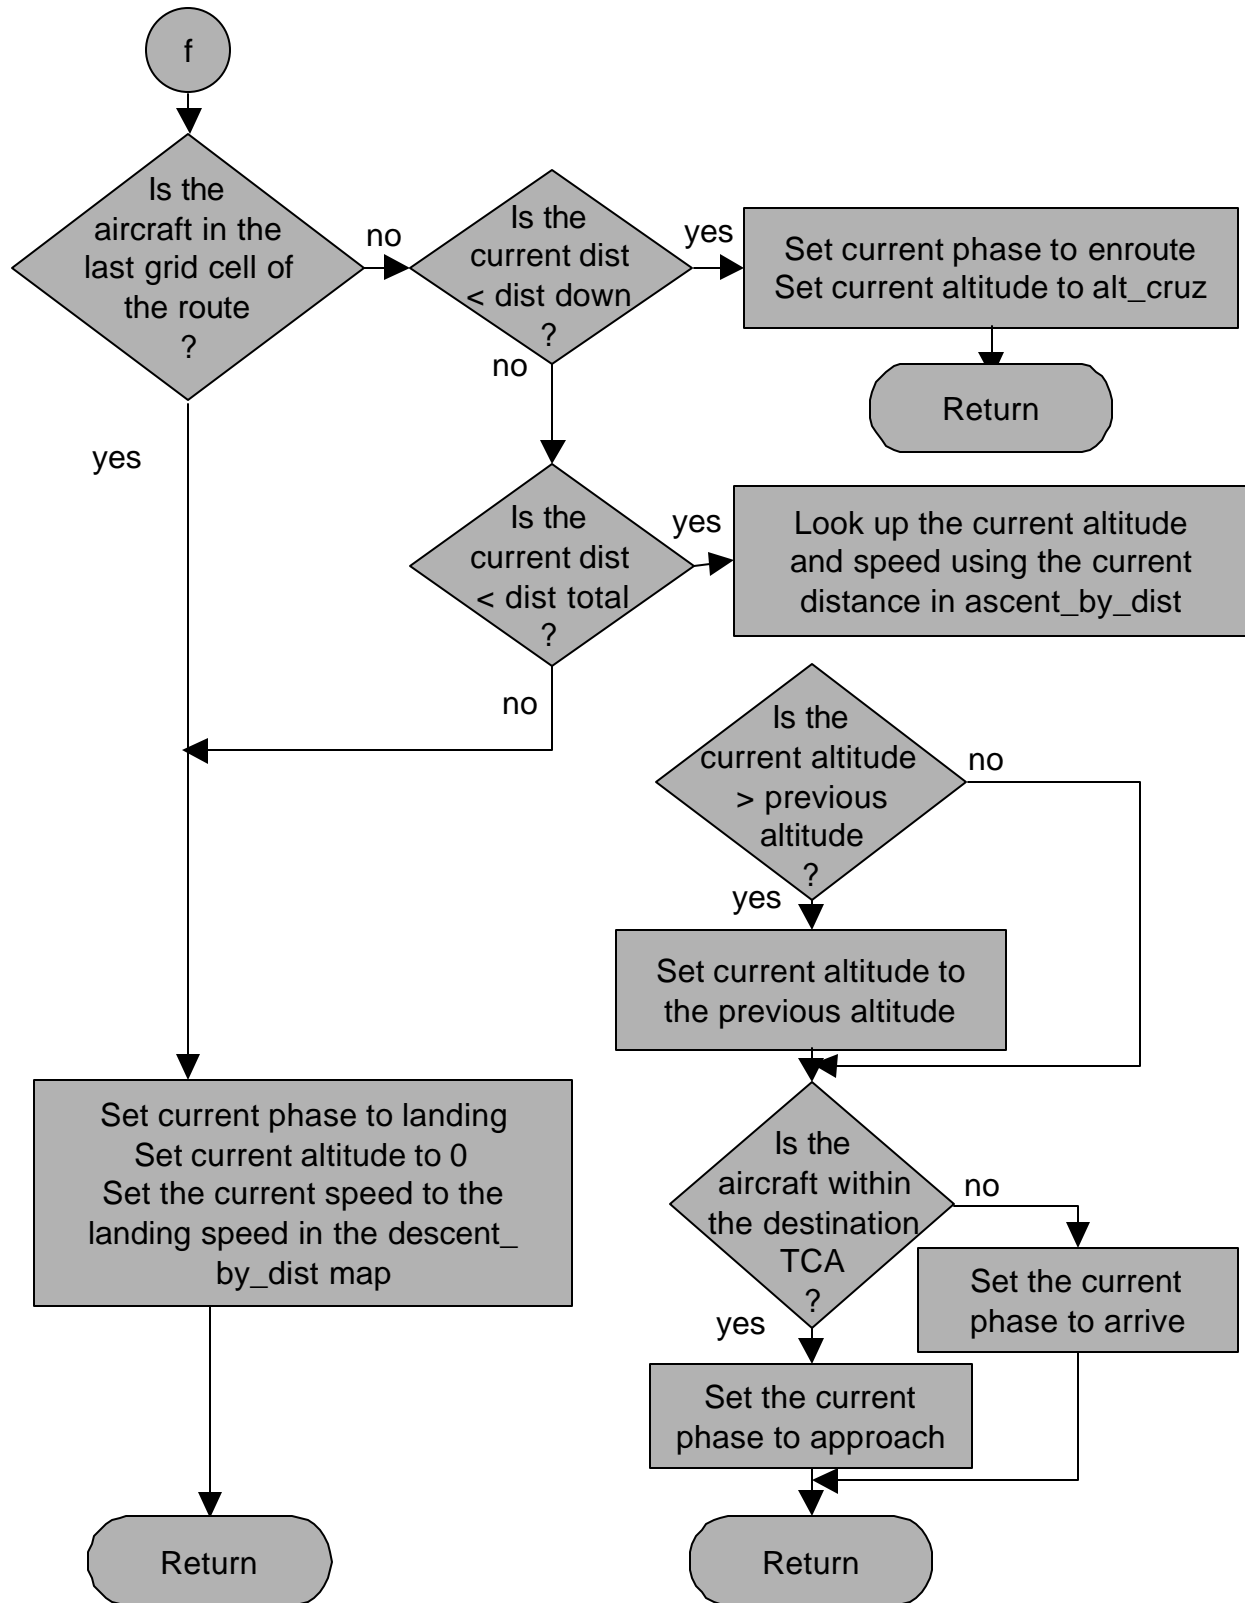 f
Is the
aircraft in the
last grid cell of
the route
?
no
Is the
current dist
< dist down
?
yes
Set current phase to enroute
Set current altitude to alt_cruz
Return
no
yes
Is the
current dist
< dist total
?
yes
Look up the current altitude
and speed using the current
distance in ascent_by_dist
no
Is the
current altitude
> previous
altitude
?
no
yes
Set current altitude to
the previous altitude
Set current phase to landing
Set current altitude to 0
Set the current speed to the
landing speed in the descent_
by_dist map
Is the
aircraft within
the destination
TCA
?
no
Set the current
phase to arrive
yes
Set the current
phase to approach
Return
Return